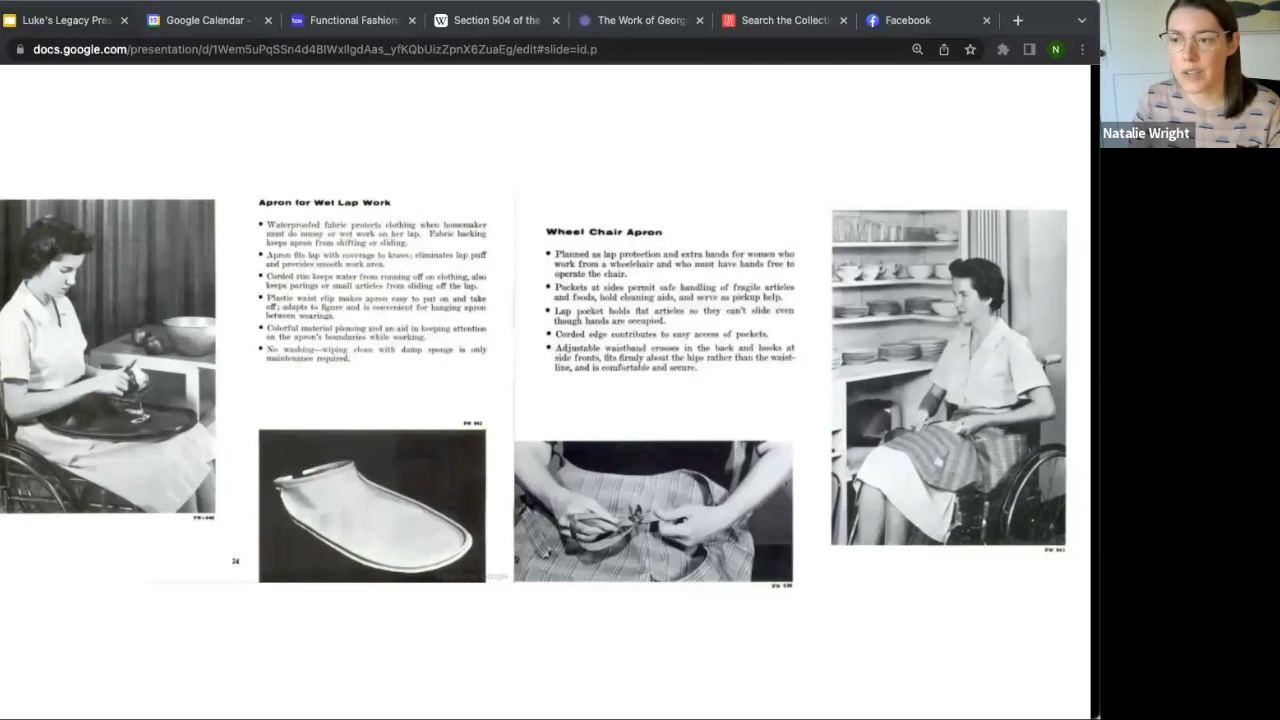 Luke's Legacy Pres
Google Calendar -
Functional Fashion
Section 504 of the
The Work of Georg
Search the Collecti
Facebook
docs.google.com/presentation/d/1Wem5uPqSSn4d4BIWxIlgdAas_yfKQbUizZpnX6ZuaEg/edit#slide=id.p
N
Natalie Wright
Apron for Wet Lap Work
• Waterproofed fabric protects clothing when homemaker
must do messy or wet work on her lap. Fabric backing
keeps apron from shifting or sliding.
• Apron fits lap with coverage to knees; eliminates lap puff
and provides smooth work area.
• Corded rim keeps water from running off on clothing, also
keeps parings or small articles from sliding off the lap.
• Plastic waist clip makes apron easy to put on and take
off; adapts to figure and is convenient for hanging apron
between wearings.
• Colorful material pleasing and an aid in keeping attention
on the apron's boundaries while working.
• No washing—wiping clean with damp sponge is only
maintenance required.
24
Wheel Chair Apron
• Planned as lap protection and extra hands for women who
work from a wheelchair and who must have hands free to
operate the chair.
• Pockets at sides permit safe handling of fragile articles
and foods, hold cleaning aids, and serve as pickup help.
• Lap pocket holds flat articles so they can't slide even
though hands are occupied.
• Corded edge contributes to easy access of pockets.
• Adjustable waistband crosses in the back and hooks at
side fronts, fits firmly about the hips rather than the waist-
line, and is comfortable and secure.